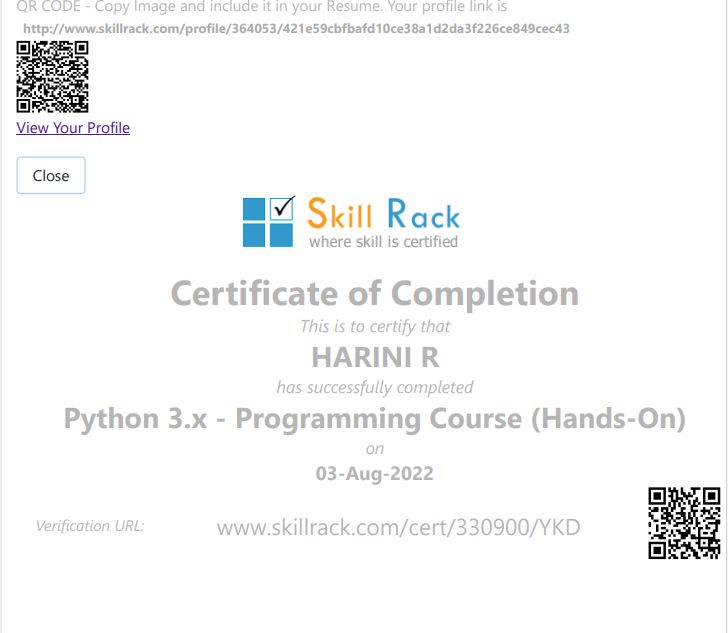 QR CODE - Copy Image and include it in your Resume. Your profile link is
http://www.skillrack.com/profile/364053/421e59cbfbafd10ce38a1d2da3f226ce849cec43
View Your Profile
Close
Skill Rack
where skill is certified
Certificate of Completion
This is to certify that
HARINI R
has successfully completed
Python 3.x - Programming Course (Hands-On)
on
03-Aug-2022
Verification URL: www.skillrack.com/cert/330900/YKD